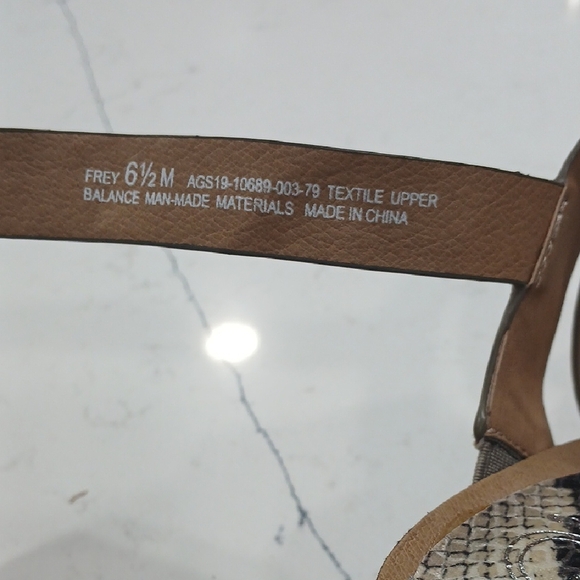 FREY 6½ M AGS19-10689-003-79 TEXTILE UPPER
BALANCE MAN-MADE MATERIALS MADE IN CHINA